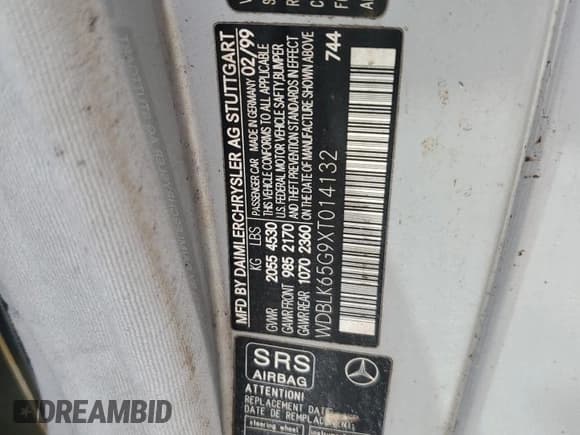 MFD BY DAIMLERCHRYSLER AG STUTTGART
PASSENGER CAR MADE IN GERMANY 02/99
KG LBS
GVWR 2055 4530
GAWR FRONT 985 2170
GAWR REAR 1070 2360
THIS VEHICLE CONFORMS TO ALL APPLICABLE
U.S. FEDERAL MOTOR VEHICLE SAFTY BUMPER
AND THEFT PREVENTION STANDARDS IN EFFECT
ON THE DATE OF MANUFACTURE SHOWN ABOVE
WDBLK65G9XT014132
744
SRS
AIRBAG
ATTENTION!
REPLACEMENT DATE
DATE DE REMPLACEMENT
steering wheel
DREAMBID